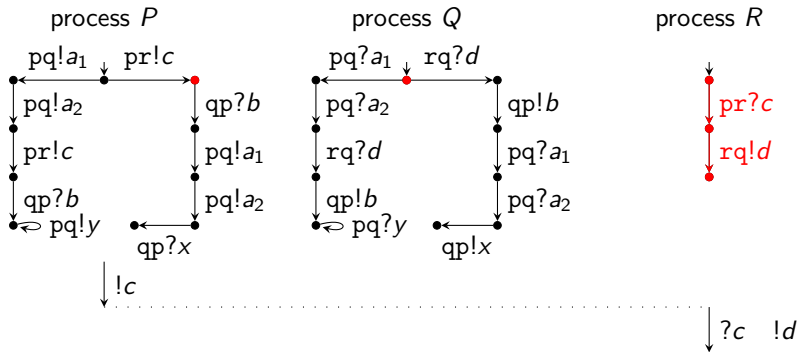 process P process Q process R
pq!a₁ pr!c pq?a₁ rq?d
pq!a₂ qp?b pq?a₂ qp!b pr?c
pr!c pq!a₁ rq?d pq?a₁ rq!d
qp?b pq!a₂ qp!b pq?a₂
pq!y pq?y
qp?x qp!x
!c
?c !d